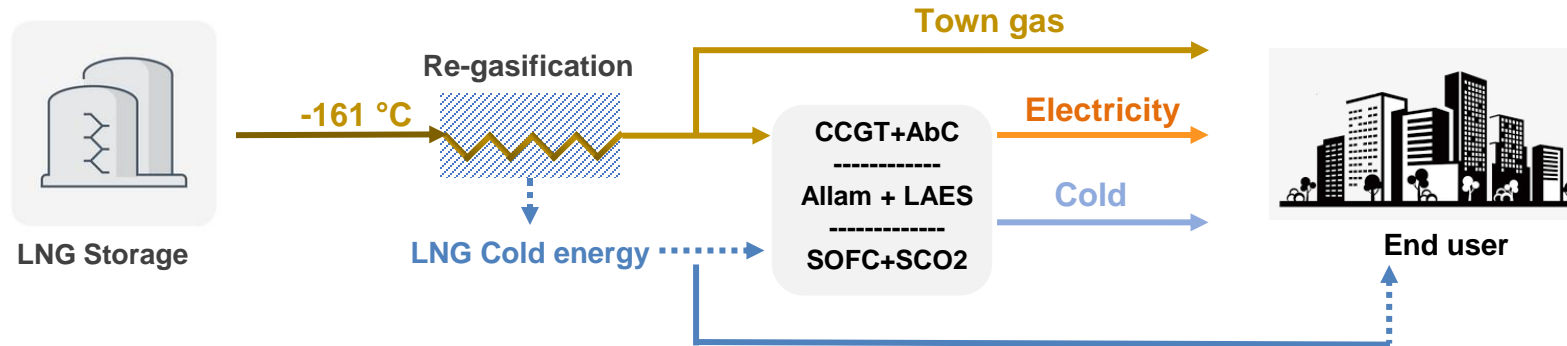 Town gas
Re-gasification
-161 °C
CCGT+AbC
------------
Allam + LAES
-------------
SOFC+SCO2
Electricity
Cold
LNG Storage
LNG Cold energy
End user